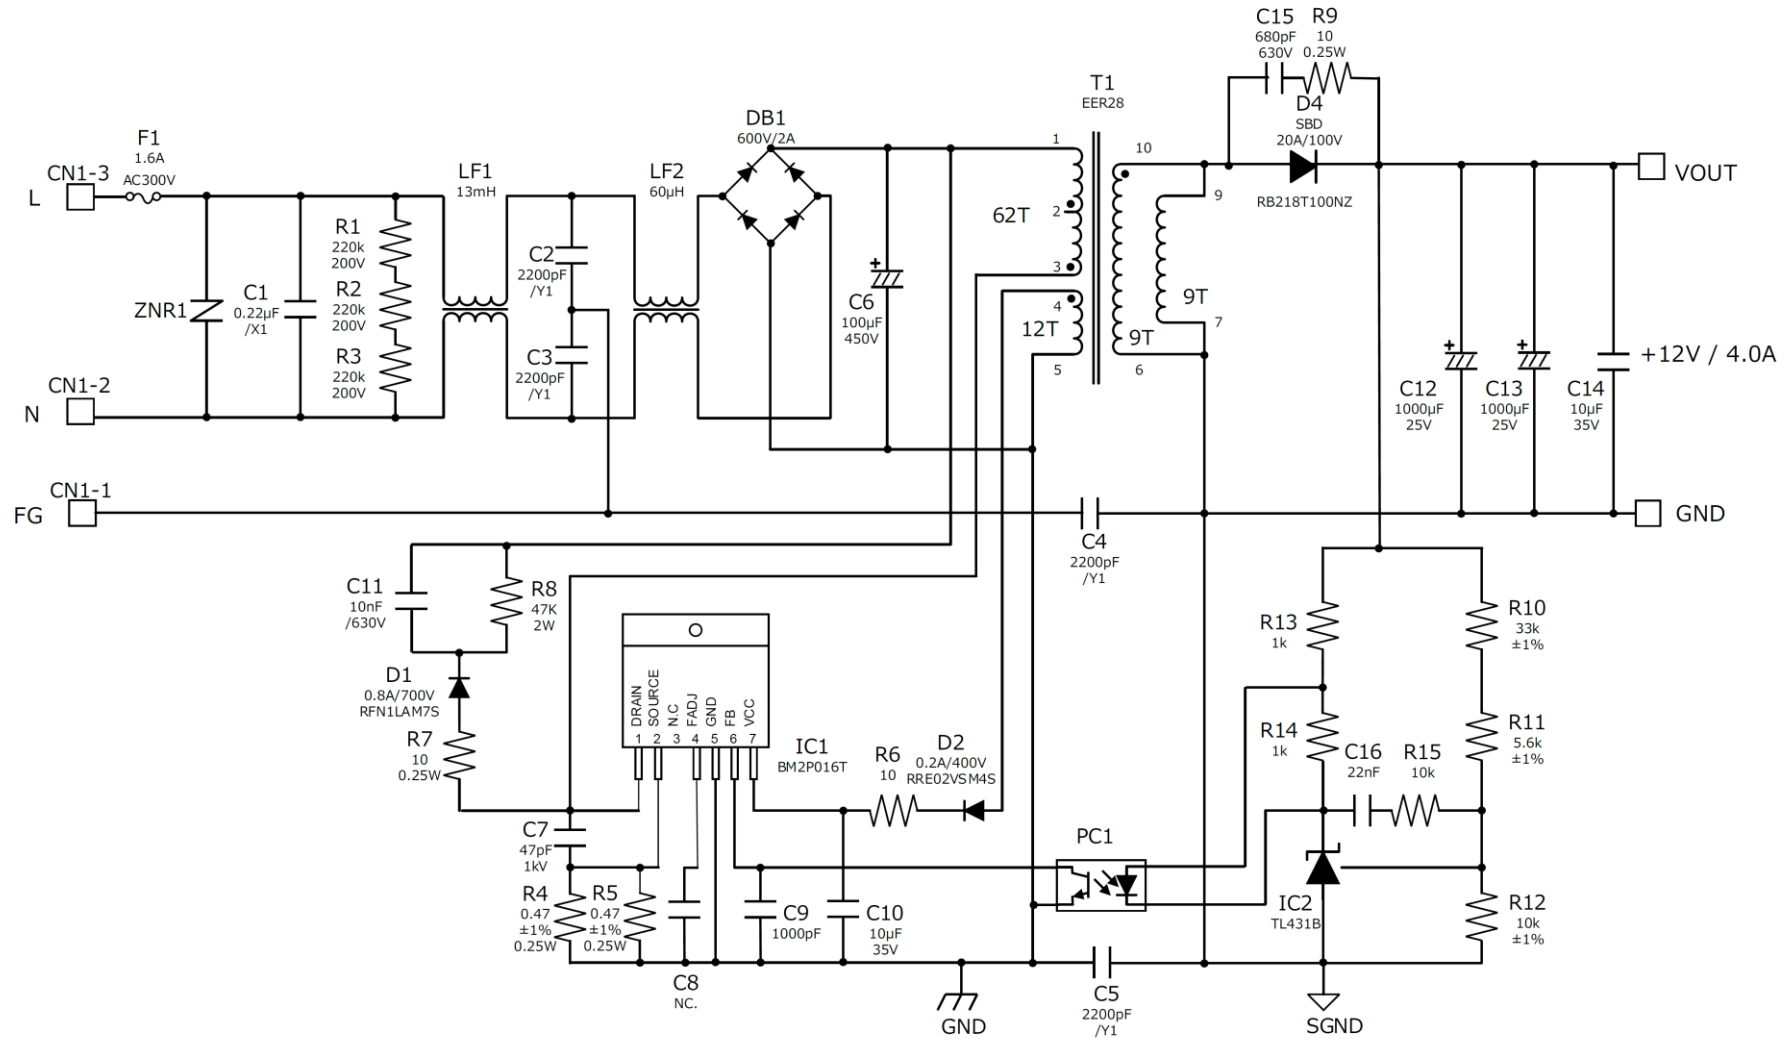 C15
680pF
630V
R9
10
0.25W
D4
SBD
20A/100V
RB218T100NZ
T1
EER28
DB1
600V/2A
F1
1.6A
AC300V
CN1-3
L
LF1
13mH
LF2
60μH
1
10
VOUT
9
2
62T
3
R1
220k
200V
C2
2200pF
/Y1
C1
0.22μF
/X1
R2
220k
200V
ZNR1
C6
100μF
450V
4
12T
5
9T
7
9T
6
R3
220k
200V
C3
2200pF
/Y1
+12V / 4.0A
C12
1000μF
25V
C13
1000μF
25V
C14
10μF
35V
CN1-2
N
CN1-1
FG
GND
C4
2200pF
/Y1
C11
10nF
/630V
R8
47K
2W
R13
1k
R10
33k
±1%
D1
0.8A/700V
RFN1LAM7S
DRAIN
SOURCE
N.C
FADJ
GND
FB
VCC
1
2
3
4
5
6
7
IC1
BM2P016T
R7
10
0.25W
R6
10
D2
0.2A/400V
RRE02VSM4S
R14
1k
C16
22nF
R15
10k
R11
5.6k
±1%
C7
47pF
1kV
PC1
R4
0.47
±1%
0.25W
R5
0.47
±1%
0.25W
C9
1000pF
C10
10μF
35V
IC2
TL431B
R12
10k
±1%
C8
NC.
GND
C5
2200pF
/Y1
SGND